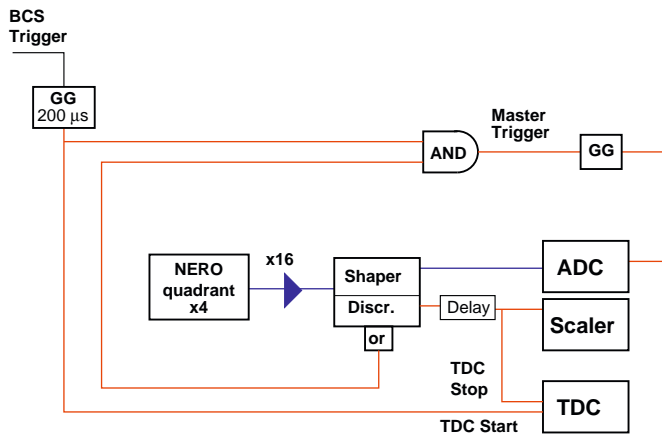 BCS
Trigger
GG
200 µs
Master
Trigger
AND
GG
x16
NERO
quadrant
x4
Shaper
Discr.
or
Delay
ADC
Scaler
TDC
Stop
TDC
TDC Start